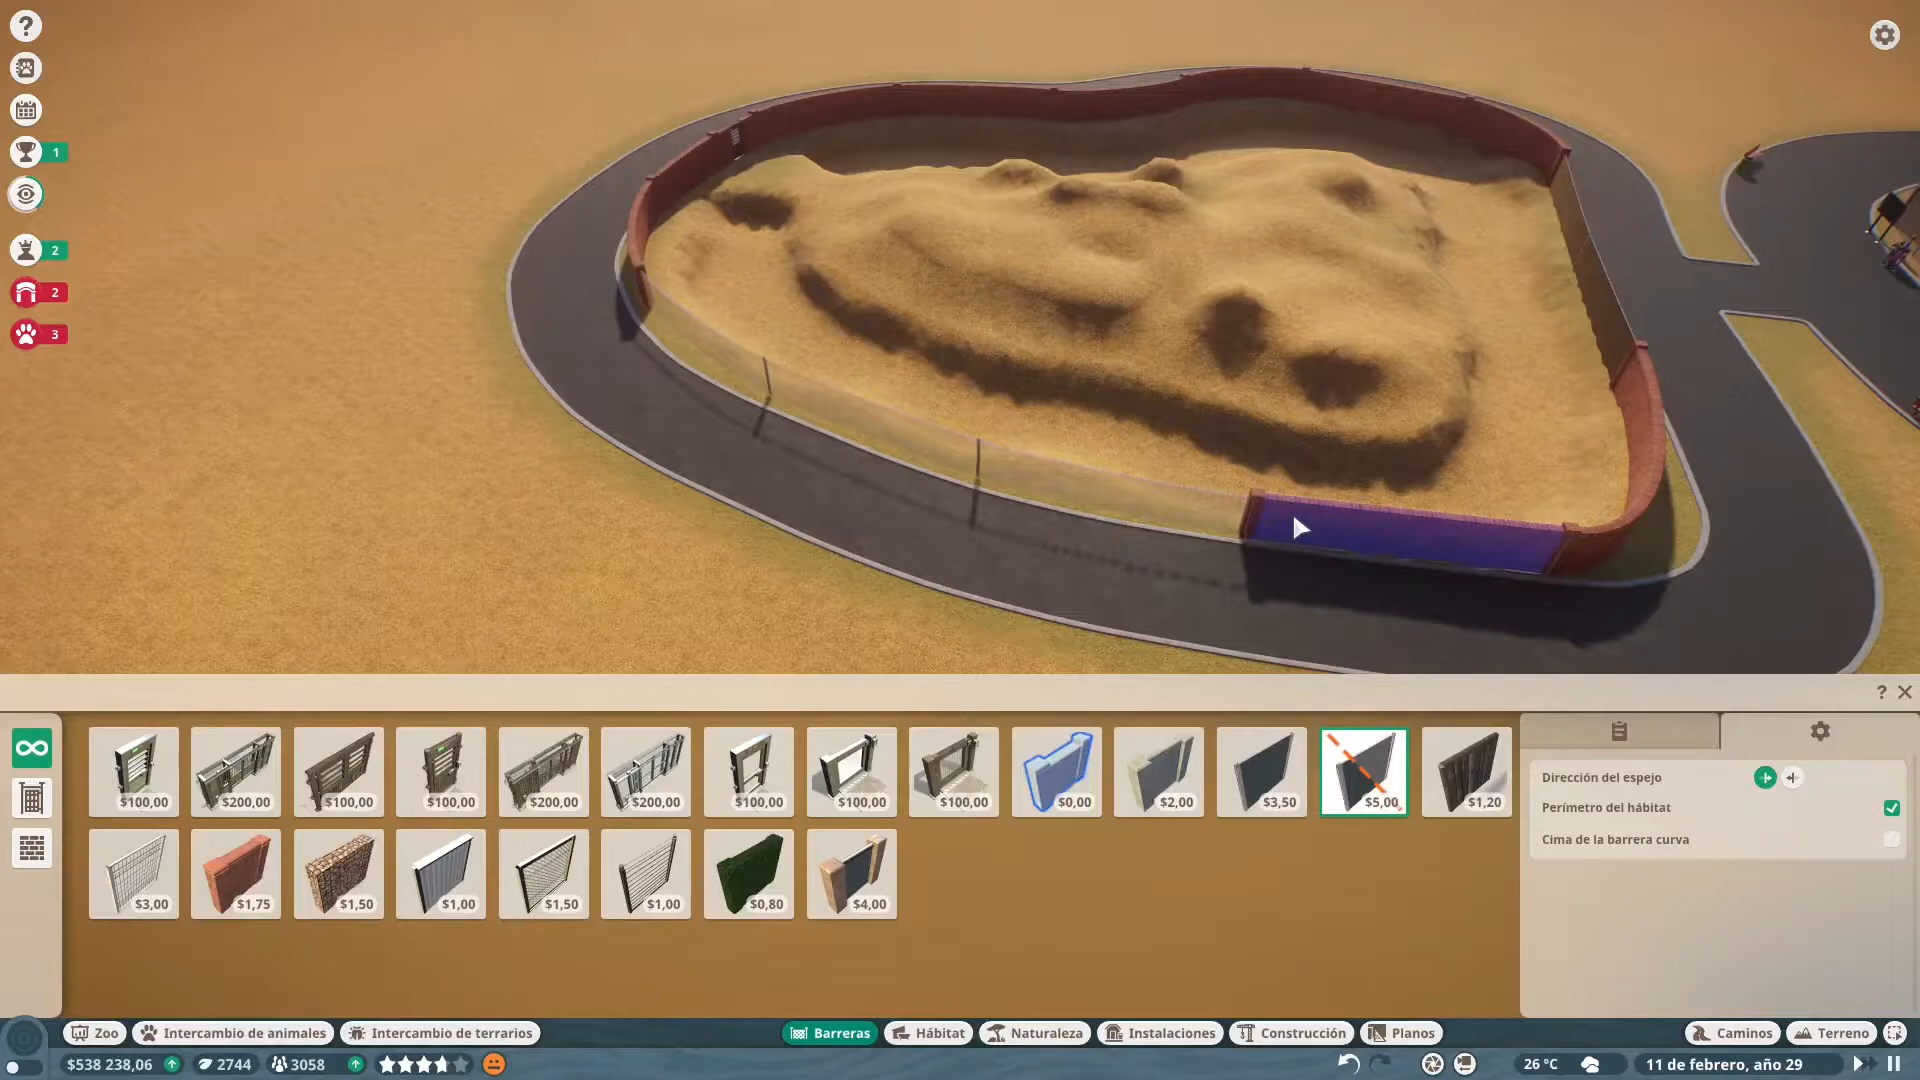 ?
1
2
2
3
?
$100,00 $200,00 $100,00 $100,00 $200,00 $200,00 $100,00 $100,00 $100,00 $0,00 $2,00 $3,50 $5,00 $1,20
$3,00 $1,75 $1,50 $1,00 $1,50 $1,00 $0,80 $4,00
Dirección del espejo
Perímetro del hábitat
Cima de la barrera curva
Zoo Intercambio de animales Intercambio de terrarios Barreras Hábitat Naturaleza Instalaciones Construcción Planos Caminos Terreno
$538 238,06 2744 3058 26 °C 11 de febrero, año 29